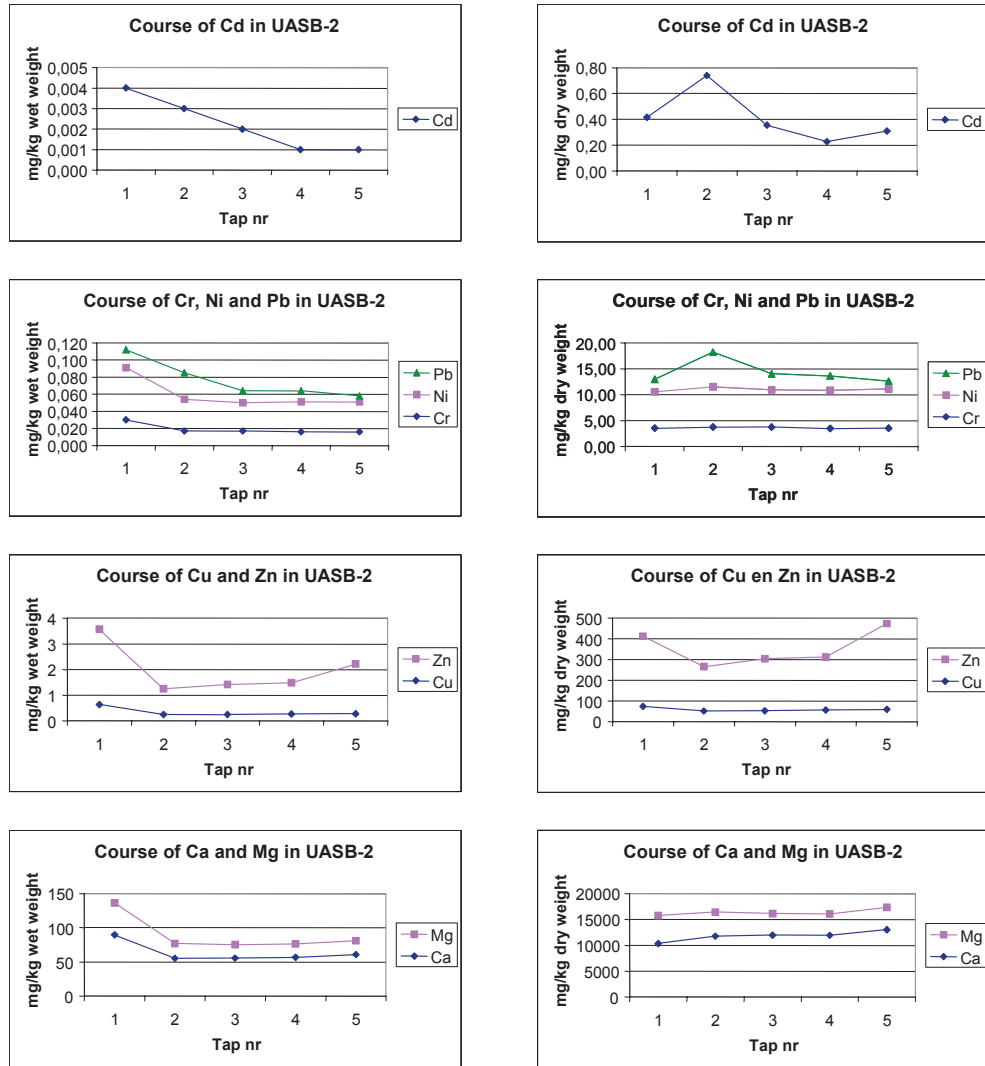 Course of Cd in UASB-2
mg/kg wet weight
0,005
0,004
0,003
0,002
0,001
0,000
1 2 3 4 5
Tap nr
Cd
Course of Cd in UASB-2
mg/kg dry weight
0,80
0,60
0,40
0,20
0,00
1 2 3 4 5
Tap nr
Cd
Course of Cr, Ni and Pb in UASB-2
mg/kg wet weight
0,120
0,100
0,080
0,060
0,040
0,020
0,000
1 2 3 4 5
Tap nr
Pb
Ni
Cr
Course of Cr, Ni and Pb in UASB-2
mg/kg dry weight
20,00
15,00
10,00
5,00
0,00
1 2 3 4 5
Tap nr
Pb
Ni
Cr
Course of Cu and Zn in UASB-2
mg/kg wet weight
4
3
2
1
0
1 2 3 4 5
Tap nr
Zn
Cu
Course of Cu en Zn in UASB-2
mg/kg dry weight
500
400
300
200
100
0
1 2 3 4 5
Tap nr
Zn
Cu
Course of Ca and Mg in UASB-2
mg/kg wet weight
150
100
50
0
1 2 3 4 5
Tap nr
Mg
Ca
Course of Ca and Mg in UASB-2
mg/kg dry weight
20000
15000
10000
5000
0
1 2 3 4 5
Tap nr
Mg
Ca